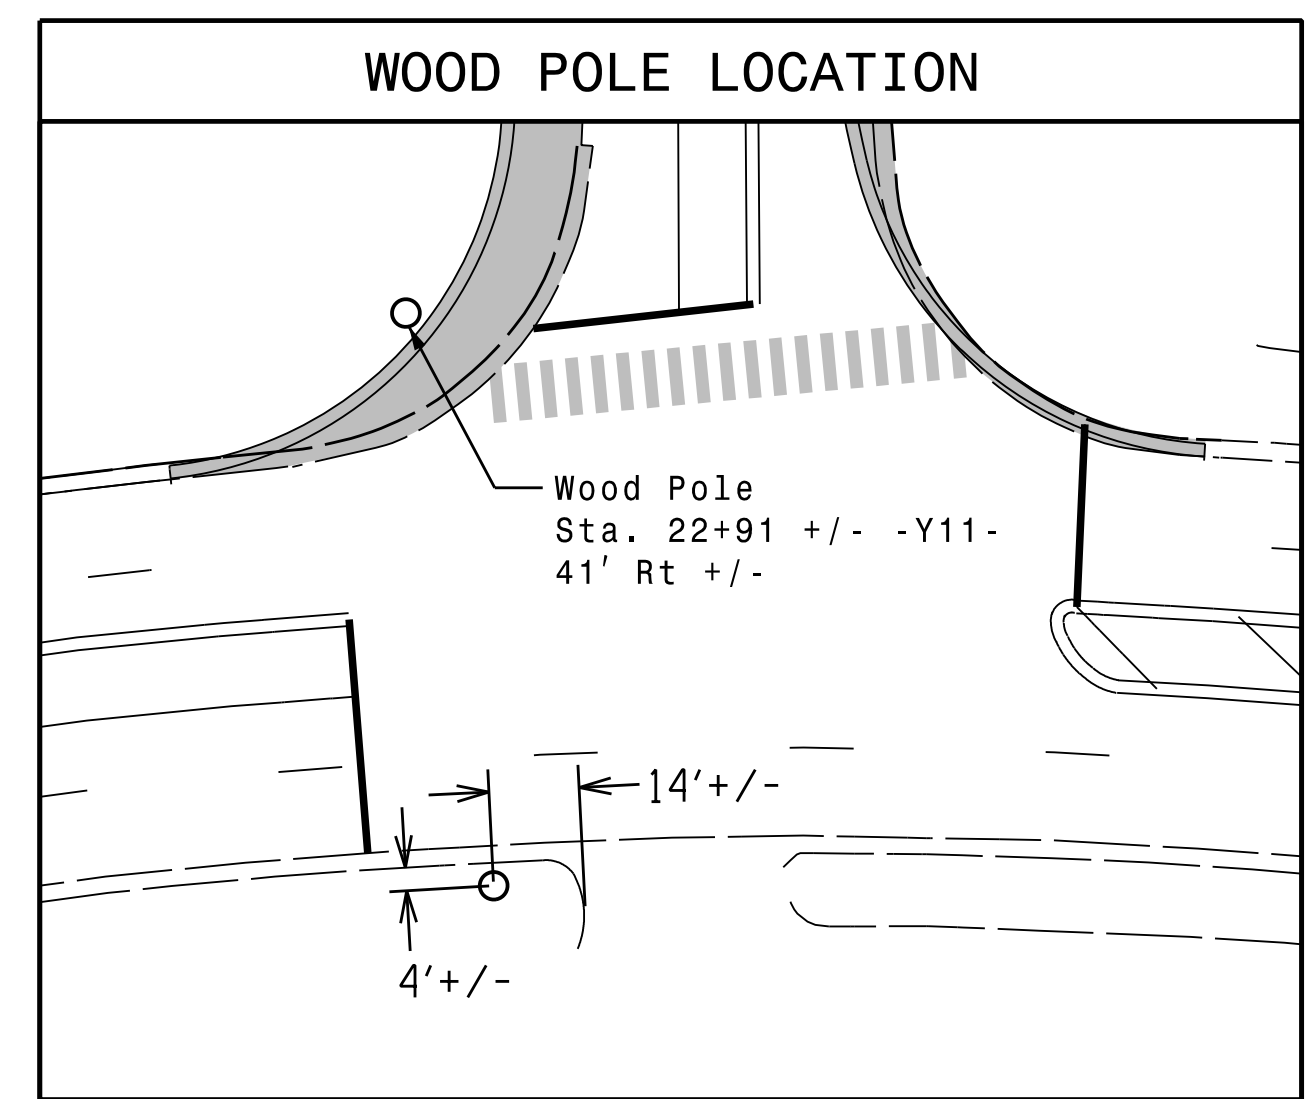 WOOD POLE LOCATION
Wood Pole
Sta. 22+91 +/- -Y11-
41' Rt +/-
14'+/-
4'+/-